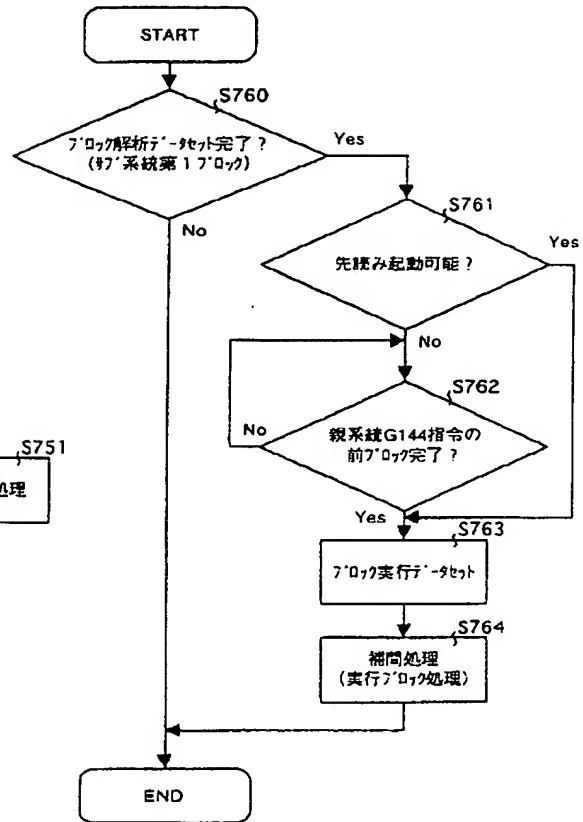 START
S760
ブロック解析データセット完了？
(サブ系統第１ブロック)
Yes
No
S761
先読み起動可能？
Yes
No
S762
親系統G144指令の
前ブロック完了？
No
Yes
S751
処理
S763
ブロック実行データセット
S764
補間処理
(実行ブロック処理)
END